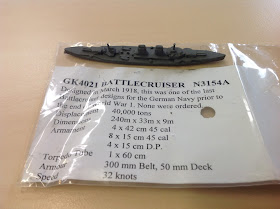 GK4021 BATTLECRUISER N3154A
Designed in March 1918, this was one of the last
Battlecruiser designs for the German Navy prior to
the end of World War 1. None were ordered.
Displacement 40,000 tons
Dimension 240m x 33m x 9m
Armament 4 x 42 cm 45 cal
8 x 15 cm 45 cal
4 x 15 cm D.P.
Torpedo Tube 1 x 60 cm
Armor 300 mm Belt, 50 mm Deck
Speed 32 knots